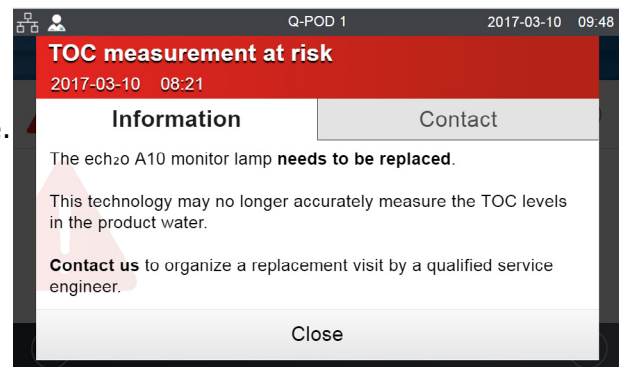 Q-POD 1 2017-03-10 09:48
TOC measurement at risk
2017-03-10 08:21
Information Contact
The ech2o A10 monitor lamp needs to be replaced.
This technology may no longer accurately measure the TOC levels
in the product water.
Contact us to organize a replacement visit by a qualified service
engineer.
Close